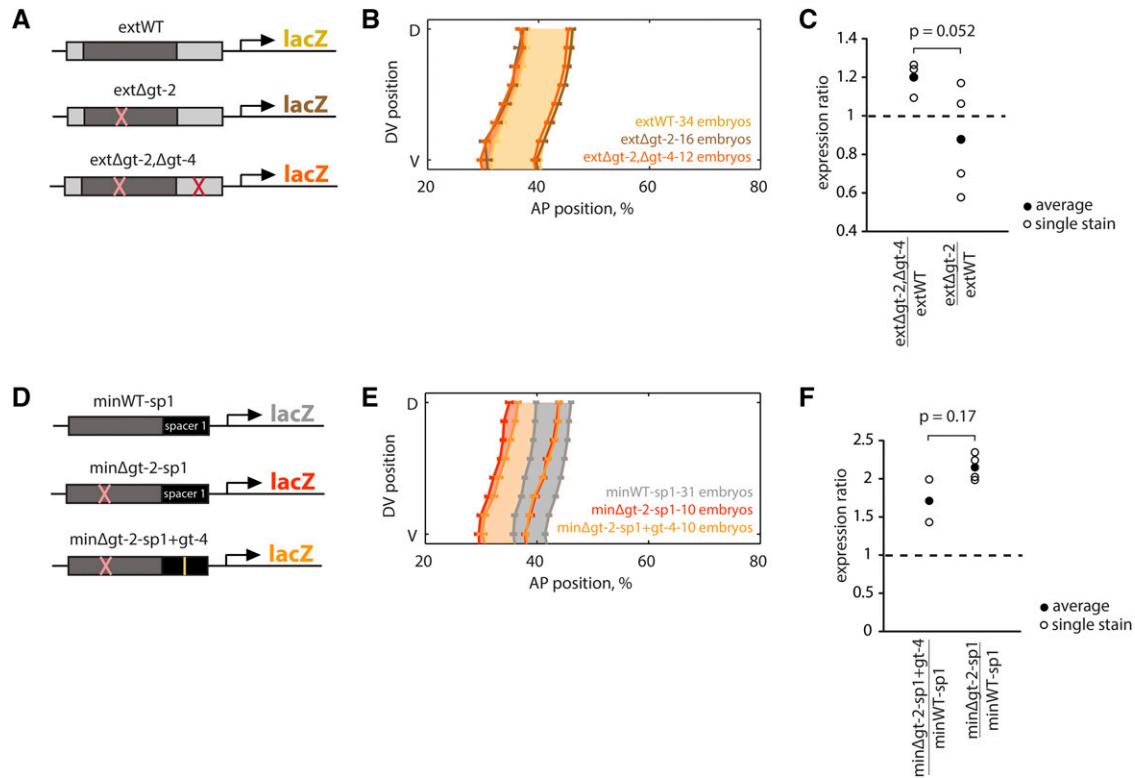 A
extWT
lacZ
extΔgt-2
lacZ
extΔgt-2,Δgt-4
lacZ
B
D
DV position
V
extWT-34 embryos
extΔgt-2-16 embryos
extΔgt-2,Δgt-4-12 embryos
20 40 60 80
AP position, %
C
p = 0.052
1.4
1.2
1
0.8
0.6
0.4
expression ratio
average
single stain
extΔgt-2,Δgt-4
extWT
extΔgt-2
extWT
D
minWT-sp1
spacer 1
lacZ
minΔgt-2-sp1
spacer 1
lacZ
minΔgt-2-sp1+gt-4
lacZ
E
D
DV position
V
minWT-sp1-31 embryos
minΔgt-2-sp1-10 embryos
minΔgt-2-sp1+gt-4-10 embryos
20 40 60 80
AP position, %
F
p = 0.17
2.5
2
1.5
1
0.5
0
expression ratio
average
single stain
minΔgt-2-sp1+gt-4
minWT-sp1
minΔgt-2-sp1
minWT-sp1